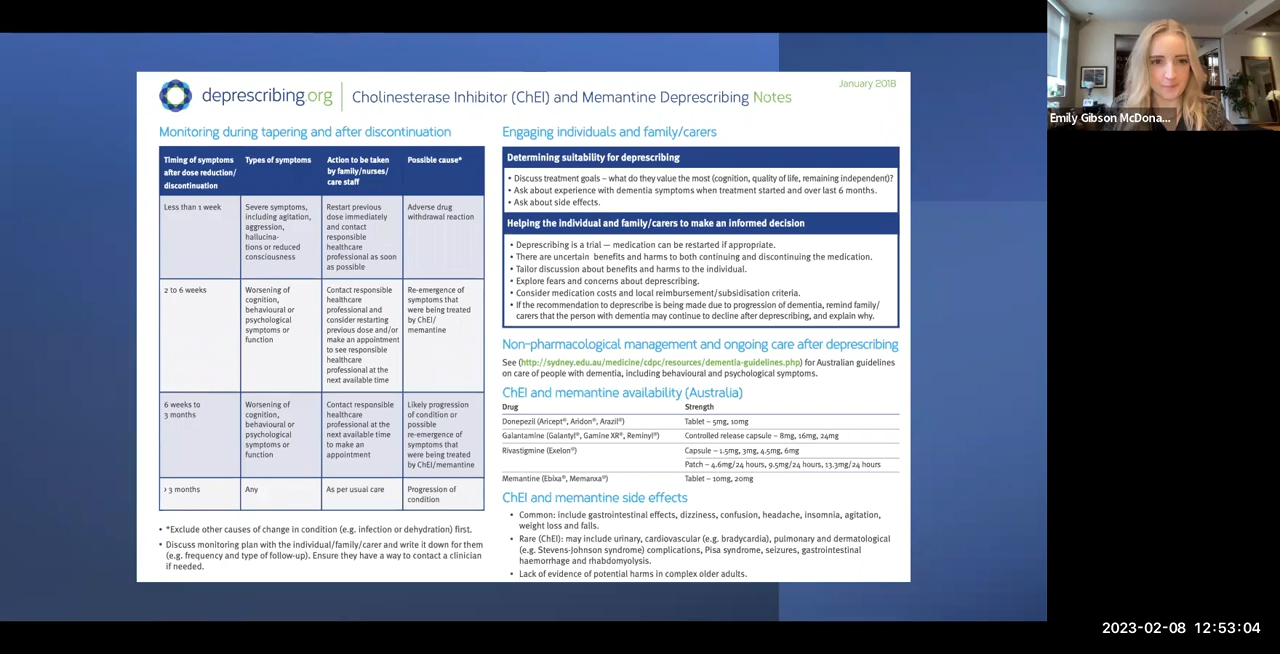 deprescribing.org
Cholinesterase Inhibitor (ChEI) and Memantine Deprescribing Notes
January 2018
Monitoring during tapering and after discontinuation
Timing of symptoms
after dose reduction/
discontinuation
Types of symptoms
Action to be taken
by family/nurses/
care staff
Possible cause*
Less than 1 week
Severe symptoms,
including agitation,
aggression,
hallucina-
tions or reduced
consciousness
Restart previous
dose immediately
and contact
responsible
healthcare
professional as soon
as possible
Adverse drug
withdrawal reaction
2 to 6 weeks
Worsening of
cognition,
behavioural or
psychological
symptoms or
function
Contact responsible
healthcare
professional and
consider restarting
previous dose and/or
make an appointment
to see responsible
healthcare
professional at the
next available time
Re-emergence of
symptoms that
were being treated
by ChEI/
memantine
6 weeks to
3 months
Worsening of
cognition,
behavioural or
psychological
symptoms or
function
Contact responsible
healthcare
professional at the
next available time
to make an
appointment
Likely progression
of condition or
possible
re-emergence of
symptoms that
were being treated
by ChEI/memantine
> 3 months
Any
As per usual care
Progression of
condition
• *Exclude other causes of change in condition (e.g. infection or dehydration) first.
• Discuss monitoring plan with the individual/family/carer and write it down for them
(e.g. frequency and type of follow-up). Ensure they have a way to contact a clinician
if needed.
Engaging individuals and family/carers
Determining suitability for deprescribing
• Discuss treatment goals – what do they value the most (cognition, quality of life, remaining independent)?
• Ask about experience with dementia symptoms when treatment started and over last 6 months.
• Ask about side effects.
Helping the individual and family/carers to make an informed decision
• Deprescribing is a trial — medication can be restarted if appropriate.
• There are uncertain benefits and harms to both continuing and discontinuing the medication.
• Tailor discussion about benefits and harms to the individual.
• Explore fears and concerns about deprescribing.
• Consider medication costs and local reimbursement/subsidisation criteria.
• If the recommendation to deprescribe is being made due to progression of dementia, remind family/
carers that the person with dementia may continue to decline after deprescribing, and explain why.
Non-pharmacological management and ongoing care after deprescribing
See (http://sydney.edu.au/medicine/cdpc/resources/dementia-guidelines.php) for Australian guidelines
on care of people with dementia, including behavioural and psychological symptoms.
ChEI and memantine availability (Australia)
Drug Strength
Donepezil (Aricept®, Aridon®, Arazil®) Tablet – 5mg, 10mg
Galantamine (Galantyl®, Gamine XR®, Reminyl®) Controlled release capsule – 8mg, 16mg, 24mg
Rivastigmine (Exelon®) Capsule – 1.5mg, 3mg, 4.5mg, 6mg
Patch – 4.6mg/24 hours, 9.5mg/24 hours, 13.3mg/24 hours
Memantine (Ebixa®, Memanxa®) Tablet – 10mg, 20mg
ChEI and memantine side effects
• Common: include gastrointestinal effects, dizziness, confusion, headache, insomnia, agitation,
weight loss and falls.
• Rare (ChEI): may include urinary, cardiovascular (e.g. bradycardia), pulmonary and dermatological
(e.g. Stevens-Johnson syndrome) complications, Pisa syndrome, seizures, gastrointestinal
haemorrhage and rhabdomyolysis.
• Lack of evidence of potential harms in complex older adults.
Emily Gibson McDona...
2023-02-08 12:53:04